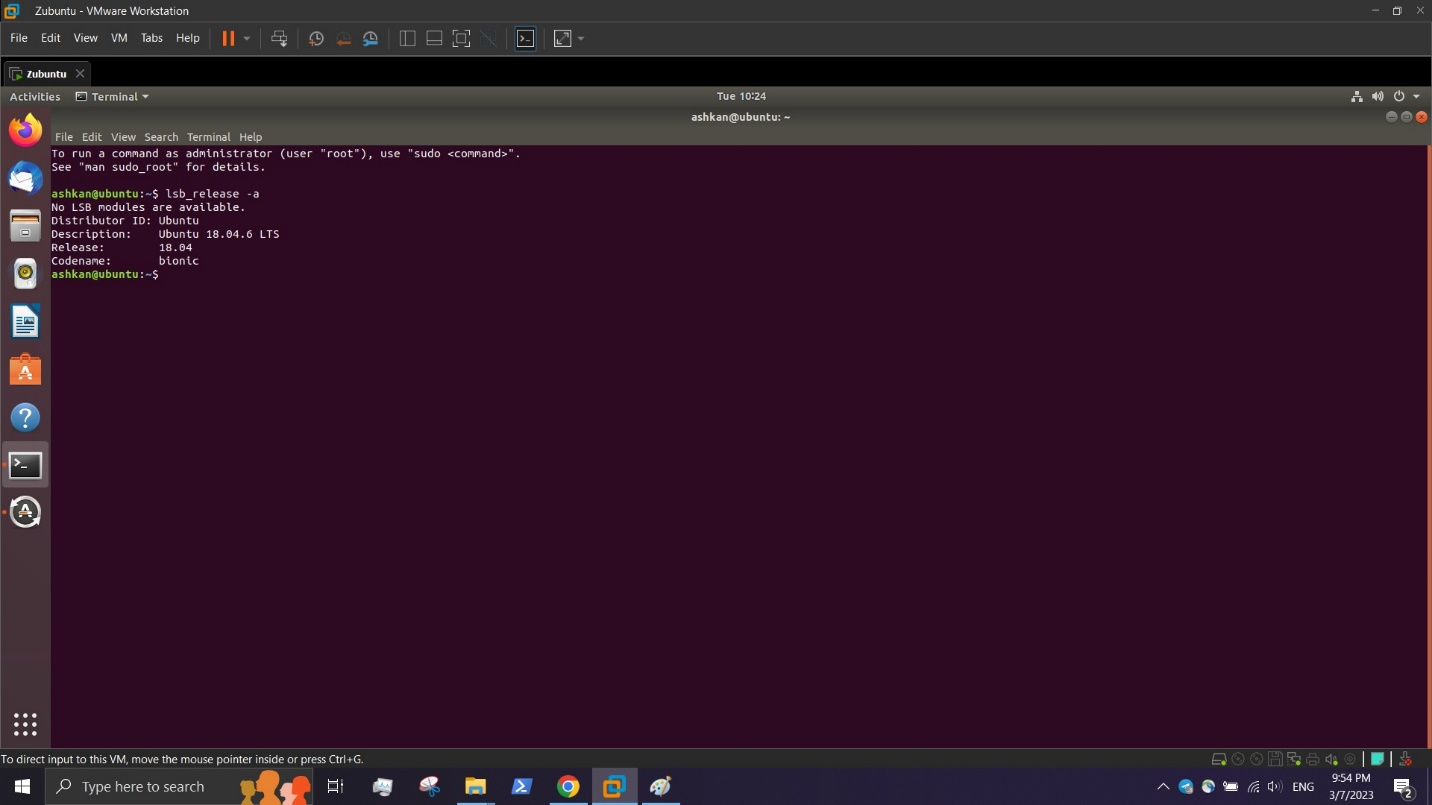 Zubuntu - VMware Workstation
File Edit View VM Tabs Help
Zubuntu
Activities Terminal Tue 10:24
ashkan@ubuntu: ~
File Edit View Search Terminal Help
To run a command as administrator (user "root"), use "sudo <command>".
See "man sudo_root" for details.
ashkan@ubuntu:~$ lsb_release -a
No LSB modules are available.
Distributor ID: Ubuntu
Description: Ubuntu 18.04.6 LTS
Release: 18.04
Codename: bionic
ashkan@ubuntu:~$
To direct input to this VM, move the mouse pointer inside or press Ctrl+G.
Type here to search
ENG
9:54 PM
3/7/2023
2